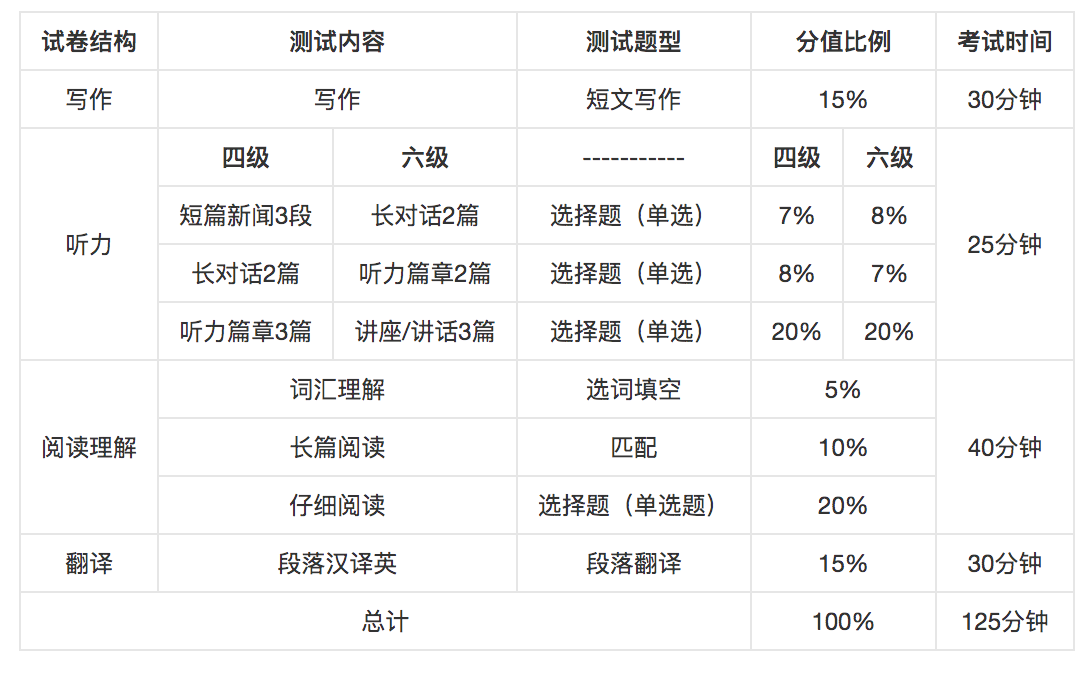 试卷结构 测试内容 测试题型 分值比例 考试时间
写作 写作 短文写作 15% 30分钟
四级 六级 ----------- 四级 六级
短篇新闻3段 长对话2篇 选择题（单选） 7% 8%
听力 25分钟
长对话2篇 听力篇章2篇 选择题（单选） 8% 7%
听力篇章3篇 讲座/讲话3篇 选择题（单选） 20% 20%
词汇理解 选词填空 5%
阅读理解 长篇阅读 匹配 10% 40分钟
仔细阅读 选择题（单选题） 20%
翻译 段落汉译英 段落翻译 15% 30分钟
总计 100% 125分钟